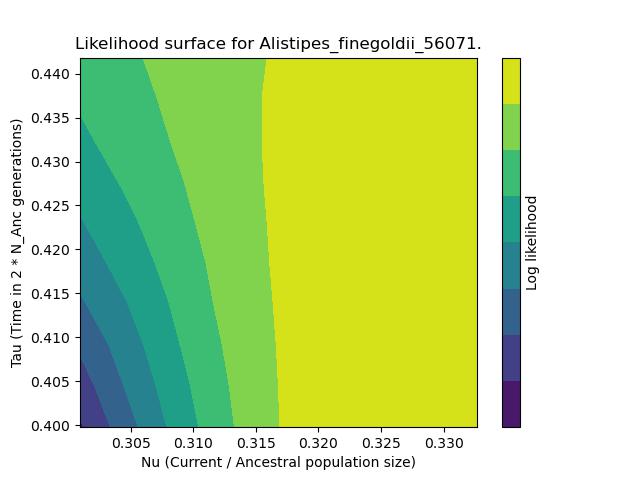 Likelihood surface for Alistipes_finegoldii_56071.
0.440
0.435
0.430
0.425
0.420
0.415
0.410
0.405
0.400
Tau (Time in 2 * N_Anc generations)
0.305 0.310 0.315 0.320 0.325 0.330
Nu (Current / Ancestral population size)
Log likelihood